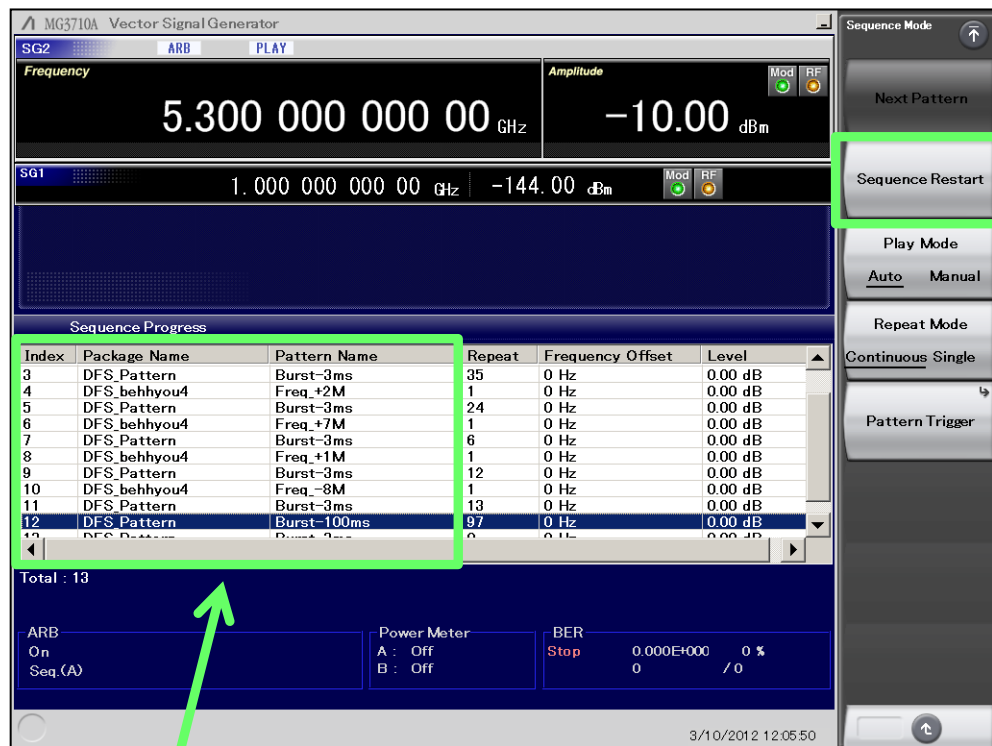 MG3710A Vector Signal Generator
SG2 ARB PLAY
Frequency
5.300 000 000 00 GHz
Amplitude
Mod RF
-10.00 dBm
SG1
1.000 000 000 00 GHz -144.00 dBm
Mod RF
Sequence Progress
Index Package Name Pattern Name Repeat Frequency Offset Level
3 DFS_Pattern Burst-3ms 35 0 Hz 0.00 dB
4 DFS_behhyou4 Freq_+2M 1 0 Hz 0.00 dB
5 DFS_Pattern Burst-3ms 24 0 Hz 0.00 dB
6 DFS_behhyou4 Freq_+7M 1 0 Hz 0.00 dB
7 DFS_Pattern Burst-3ms 6 0 Hz 0.00 dB
8 DFS_behhyou4 Freq_+1M 1 0 Hz 0.00 dB
9 DFS_Pattern Burst-3ms 12 0 Hz 0.00 dB
10 DFS_behhyou4 Freq_-8M 1 0 Hz 0.00 dB
11 DFS_Pattern Burst-3ms 13 0 Hz 0.00 dB
12 DFS_Pattern Burst-100ms 97 0 Hz 0.00 dB
Total : 13
ARB
On
Seq.(A)
Power Meter
A : Off
B : Off
BER
Stop 0.000E+000 0 %
0 / 0
3/10/2012 12:05:50
Sequence Mode
Next Pattern
Sequence Restart
Play Mode
Auto Manual
Repeat Mode
Continuous Single
Pattern Trigger